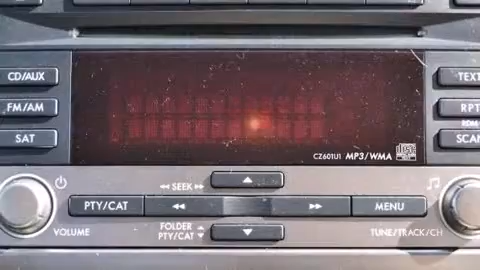 CD/AUX
TEXT
FM/AM
RPT
SAT
SCAN
CZ601U1 MP3/WMA
SEEK
PTY/CAT
MENU
VOLUME
FOLDER
PTY/CAT
TUNE/TRACK/CH